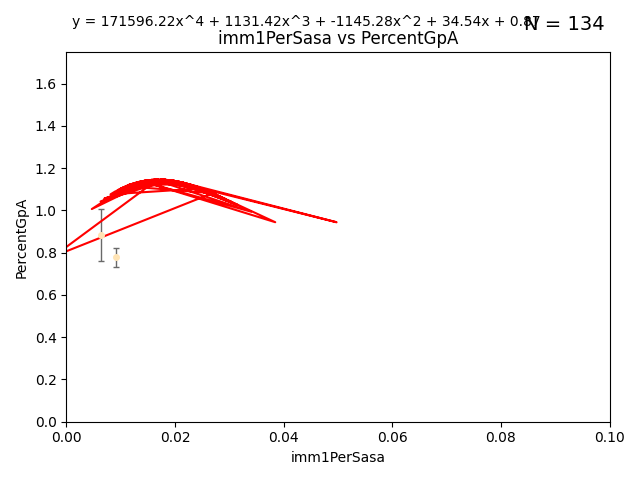 y = 171596.22x^4 + 1131.42x^3 + -1145.28x^2 + 34.54x + 0.87
N = 134
imm1PerSasa vs PercentGpA
PercentGpA
1.6
1.4
1.2
1.0
0.8
0.6
0.4
0.2
0.0
0.00 0.02 0.04 0.06 0.08 0.10
imm1PerSasa